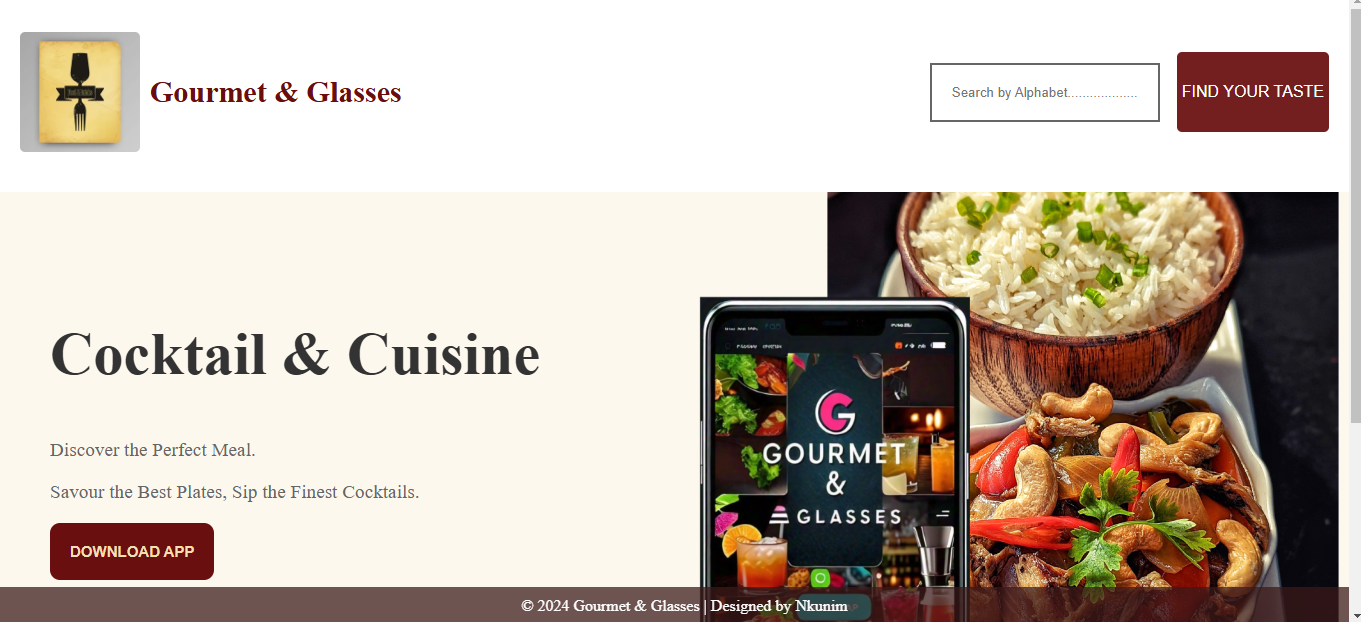 Gourmet & Glasses
Search by Alphabet...................
FIND YOUR TASTE
Cocktail & Cuisine
Discover the Perfect Meal.
Savour the Best Plates, Sip the Finest Cocktails.
DOWNLOAD APP
G
GOURMET
&
GLASSES
© 2024 Gourmet & Glasses | Designed by Nkunim